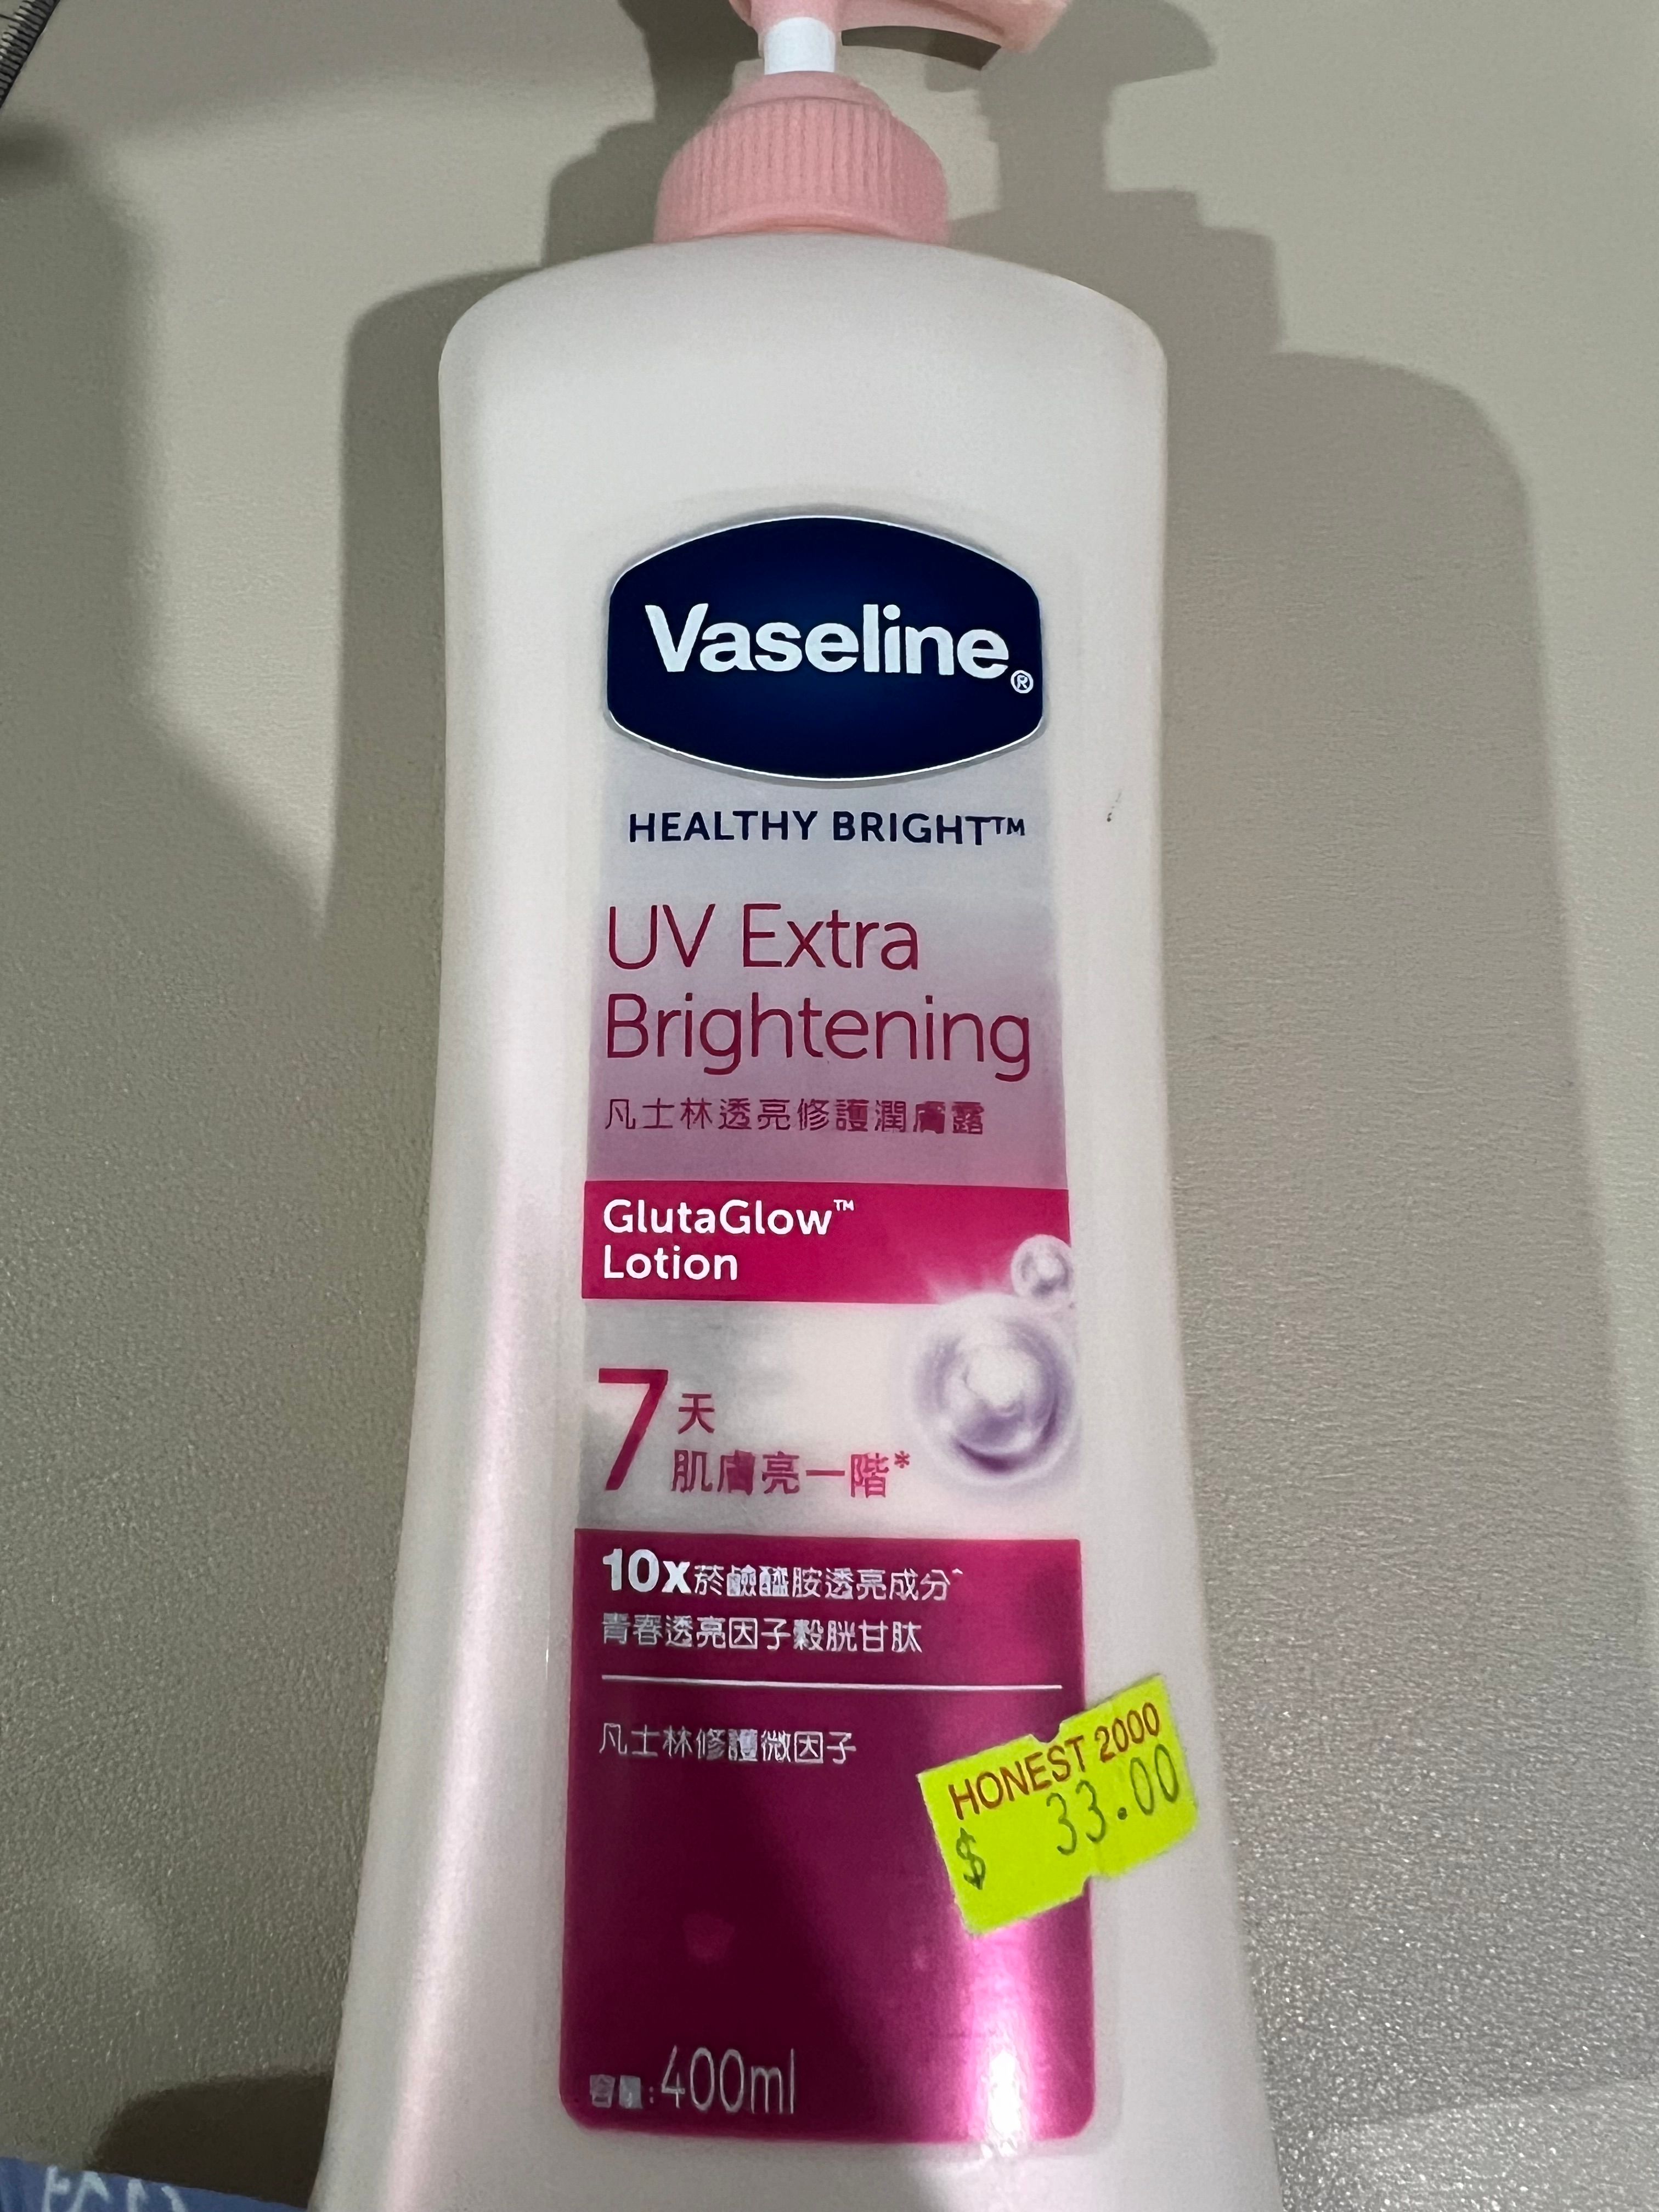 Vaseline®
HEALTHY BRIGHT™
UV Extra
Brightening
凡士林透亮修護潤膚露
GlutaGlow™
Lotion
7天
肌膚亮一階*
10x菸鹼醯胺透亮成分^
青春透亮因子穀胱甘肽
凡士林修護微因子
HONEST 2000
$ 33.00
容量:400ml